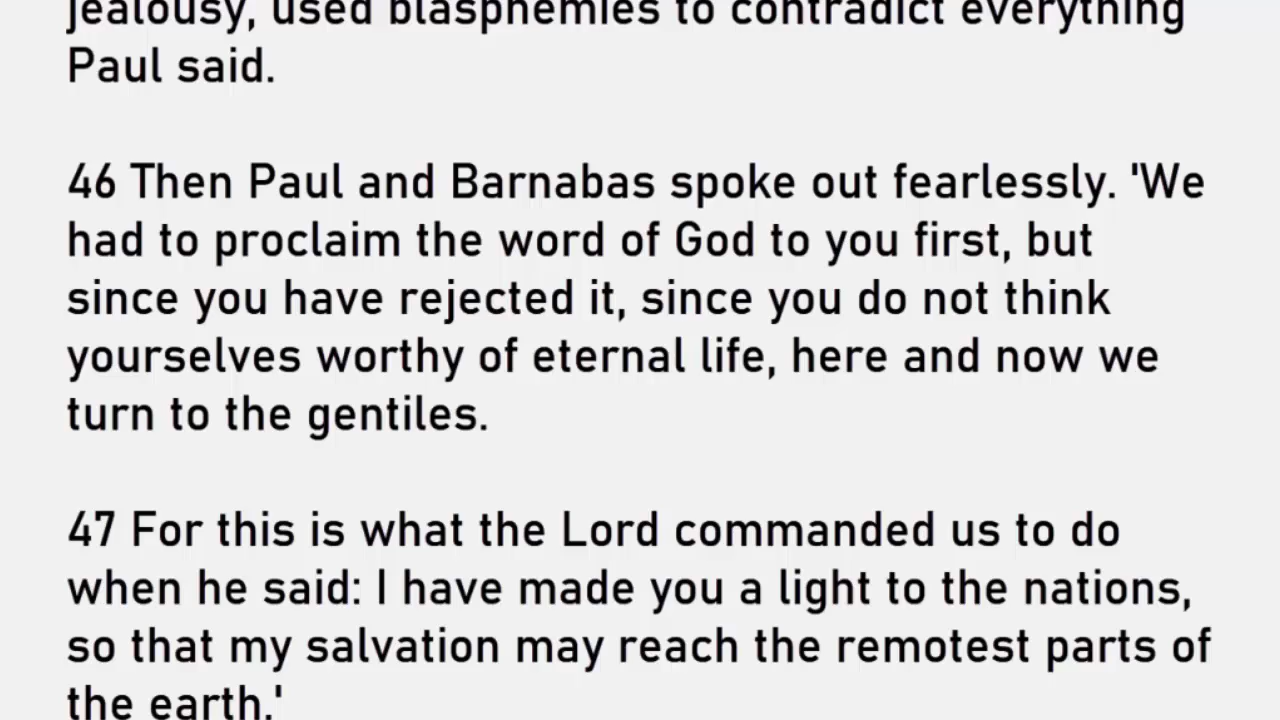 jealousy, used blasphemies to contradict everything
Paul said.
46 Then Paul and Barnabas spoke out fearlessly. 'We
had to proclaim the word of God to you first, but
since you have rejected it, since you do not think
yourselves worthy of eternal life, here and now we
turn to the gentiles.
47 For this is what the Lord commanded us to do
when he said: I have made you a light to the nations,
so that my salvation may reach the remotest parts of
the earth.'